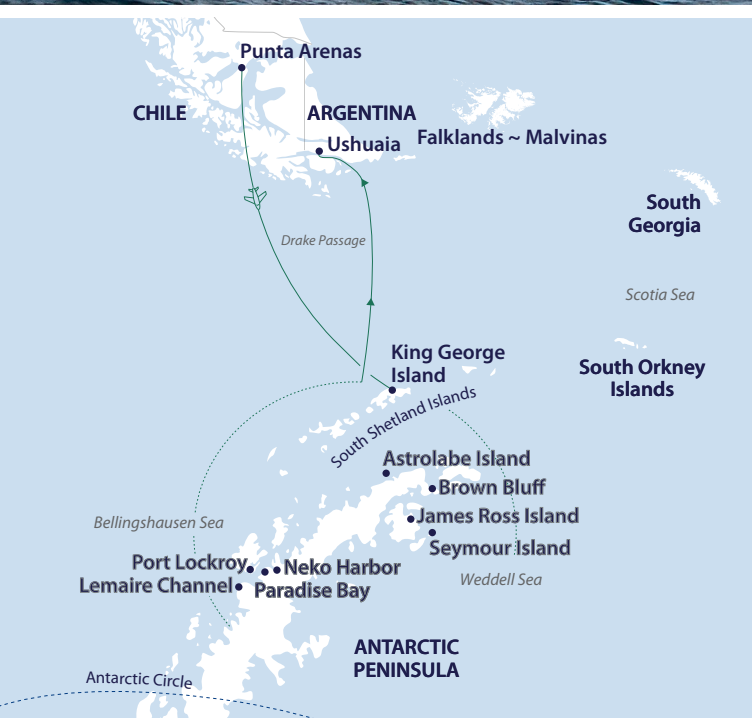 Punta Arenas
CHILE
ARGENTINA
Ushuaia
Falklands ~ Malvinas
South
Georgia
Drake Passage
Scotia Sea
King George
Island
South Orkney
Islands
South Shetland Islands
Astrolabe Island
Brown Bluff
James Ross Island
Bellingshausen Sea
Seymour Island
Port Lockroy
Neko Harbor
Weddell Sea
Lemaire Channel
Paradise Bay
ANTARCTIC
PENINSULA
Antarctic Circle